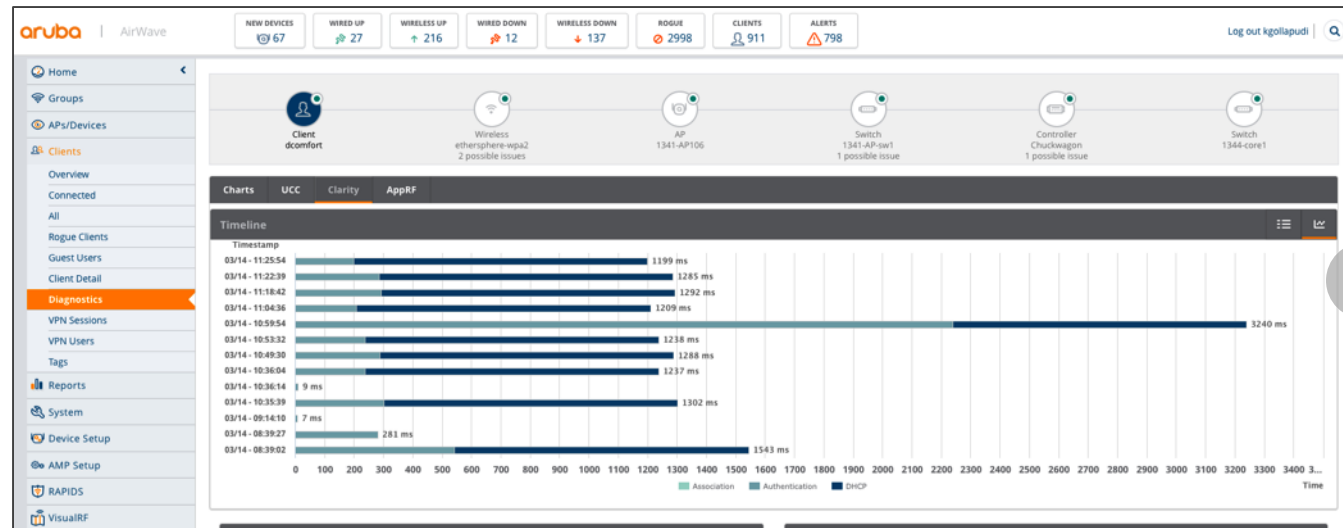 aruba | AirWave
NEW DEVICES
67
WIRED UP
27
WIRELESS UP
216
WIRED DOWN
12
WIRELESS DOWN
137
ROGUE
2998
CLIENTS
911
ALERTS
798
Log out kgollapudi
Home
Groups
APs/Devices
Clients
Overview
Connected
All
Rogue Clients
Guest Users
Client Detail
Diagnostics
VPN Sessions
VPN Users
Tags
Reports
System
Device Setup
AMP Setup
RAPIDS
VisualRF
Client
dcomfort
Wireless
ethersphere-wpa2
2 possible issues
AP
1341-AP106
Switch
1341-AP-sw1
1 possible issue
Controller
Chuckwagon
1 possible issue
Switch
1344-core1
Charts UCC Clarity AppRF
Timeline
Timestamp
03/14 - 11:25:54 1199 ms
03/14 - 11:22:39 1285 ms
03/14 - 11:18:42 1292 ms
03/14 - 11:04:36 1209 ms
03/14 - 10:59:54 3240 ms
03/14 - 10:53:32 1238 ms
03/14 - 10:49:30 1288 ms
03/14 - 10:36:04 1237 ms
03/14 - 10:36:14 9 ms
03/14 - 10:35:39 1302 ms
03/14 - 09:14:10 7 ms
03/14 - 08:39:27 281 ms
03/14 - 08:39:02 1543 ms
0 100 200 300 400 500 600 700 800 900 1000 1100 1200 1300 1400 1500 1600 1700 1800 1900 2000 2100 2200 2300 2400 2500 2600 2700 2800 2900 3000 3100 3200 3300 3400 3...
Association Authentication DHCP
Time